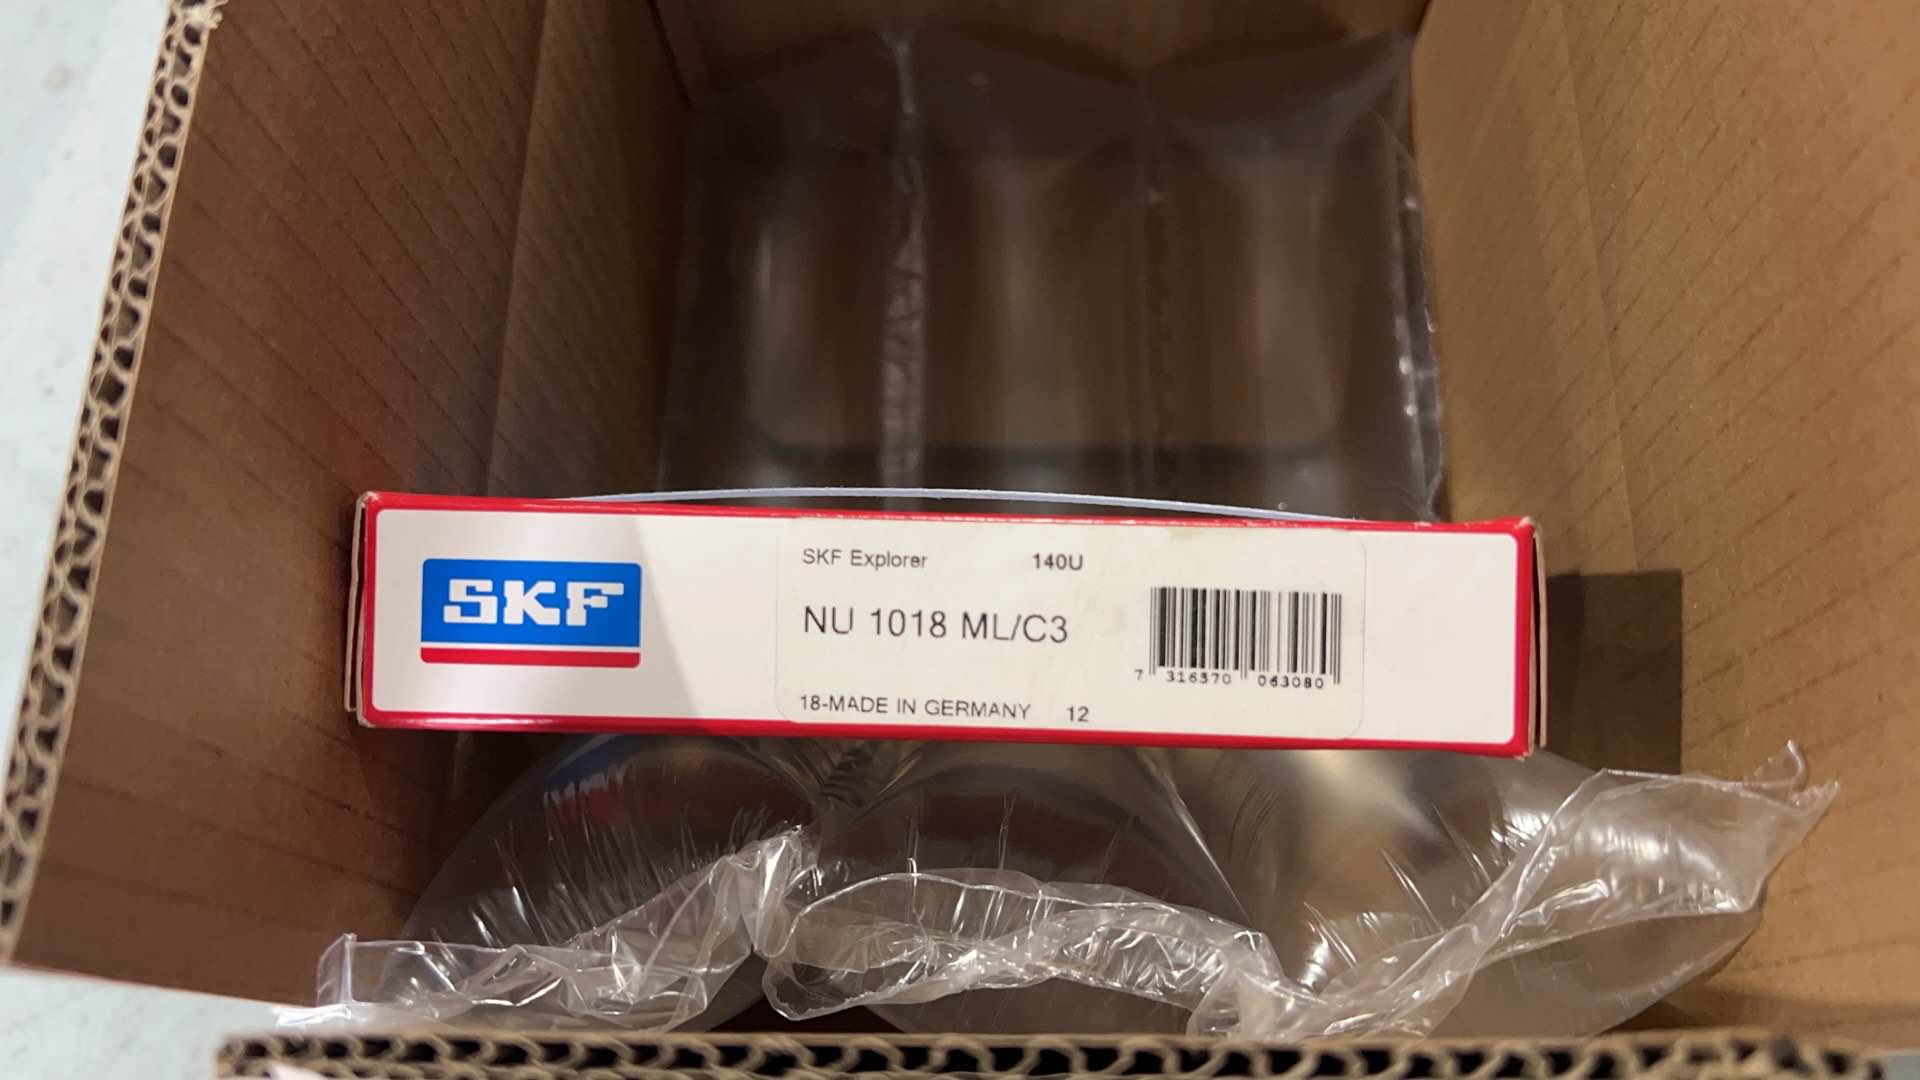 SKF
SKF Explorer 140U
NU 1018 ML/C3
7 316570 063080
18-MADE IN GERMANY 12